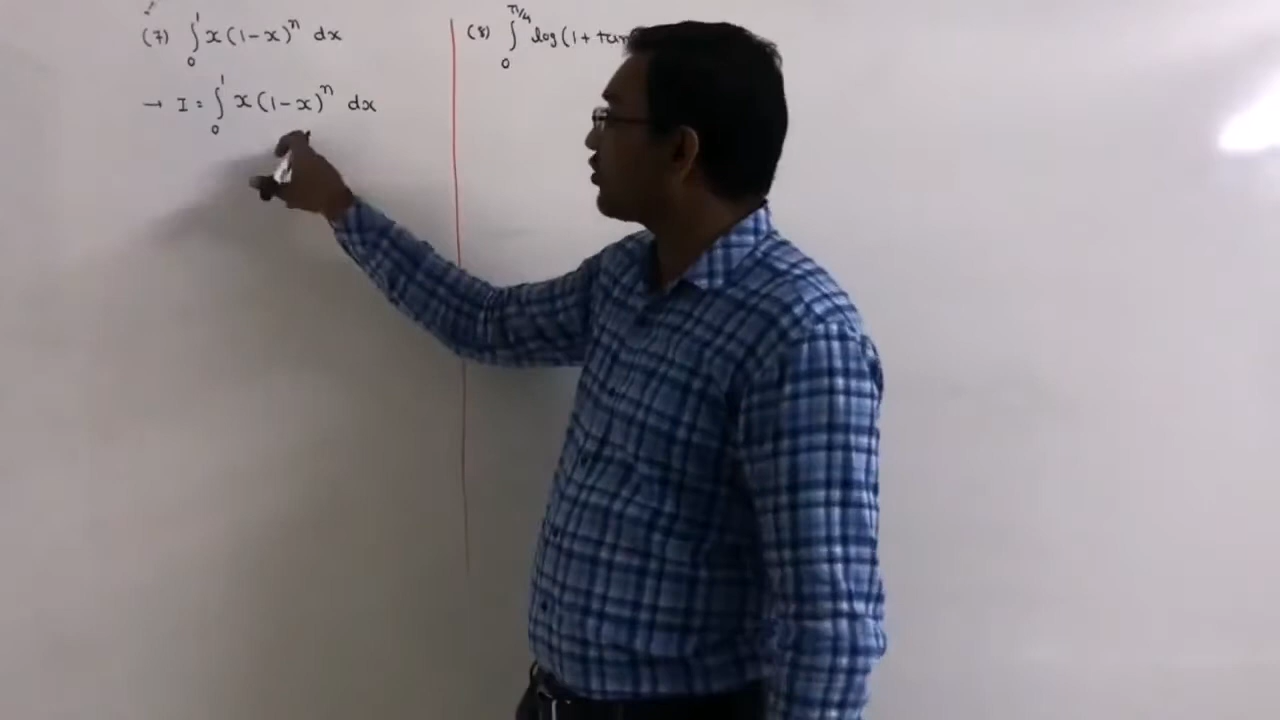 (7) ∫₀¹ x(1-x)ⁿ dx
→ I = ∫₀¹ x(1-x)ⁿ dx
(8) ∫₀^π/4 log(1+tan